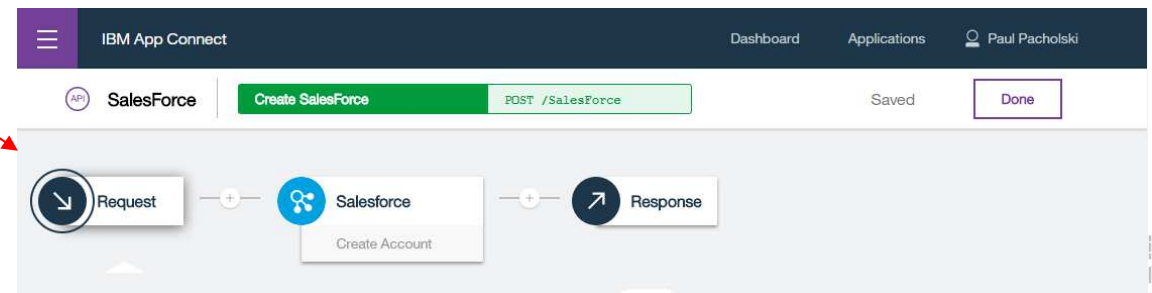 IBM App Connect Dashboard Applications Paul Pacholski
API SalesForce Create SalesForce POST /SalesForce Saved Done
Request Salesforce Response
Create Account